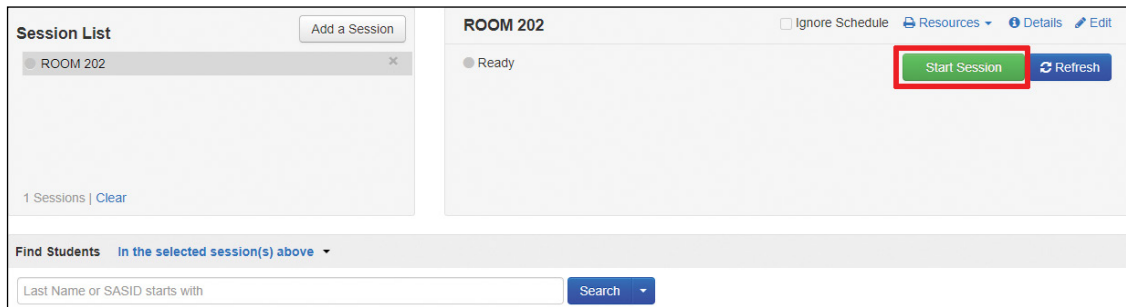 Session List
Add a Session
ROOM 202
1 Sessions | Clear
ROOM 202
Ignore Schedule Resources Details Edit
Ready
Start Session Refresh
Find Students In the selected session(s) above
Last Name or SASID starts with
Search